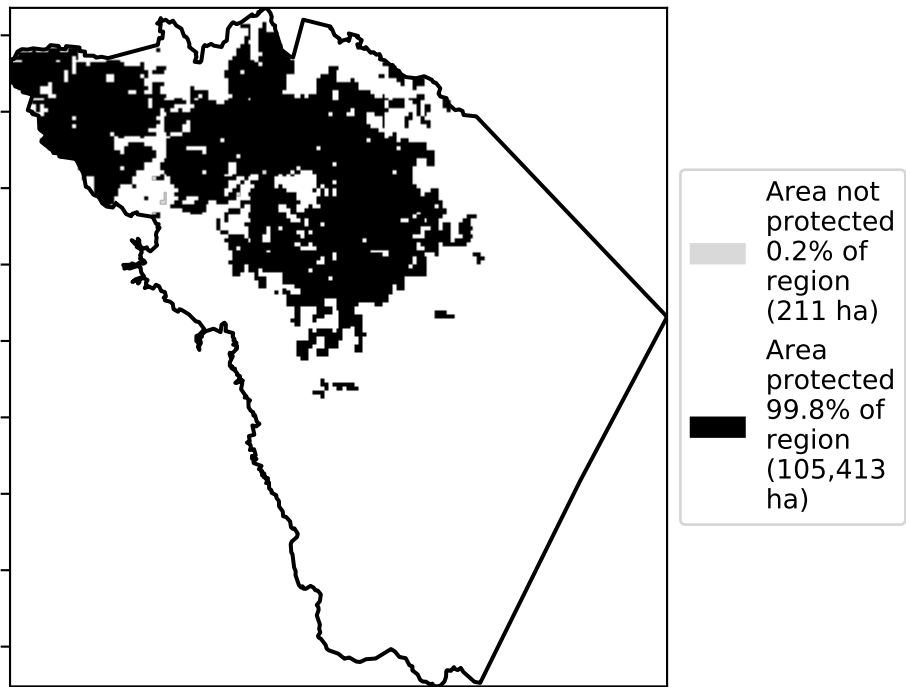 Area not
protected
0.2% of
region
(211 ha)
Area
protected
99.8% of
region
(105,413
ha)